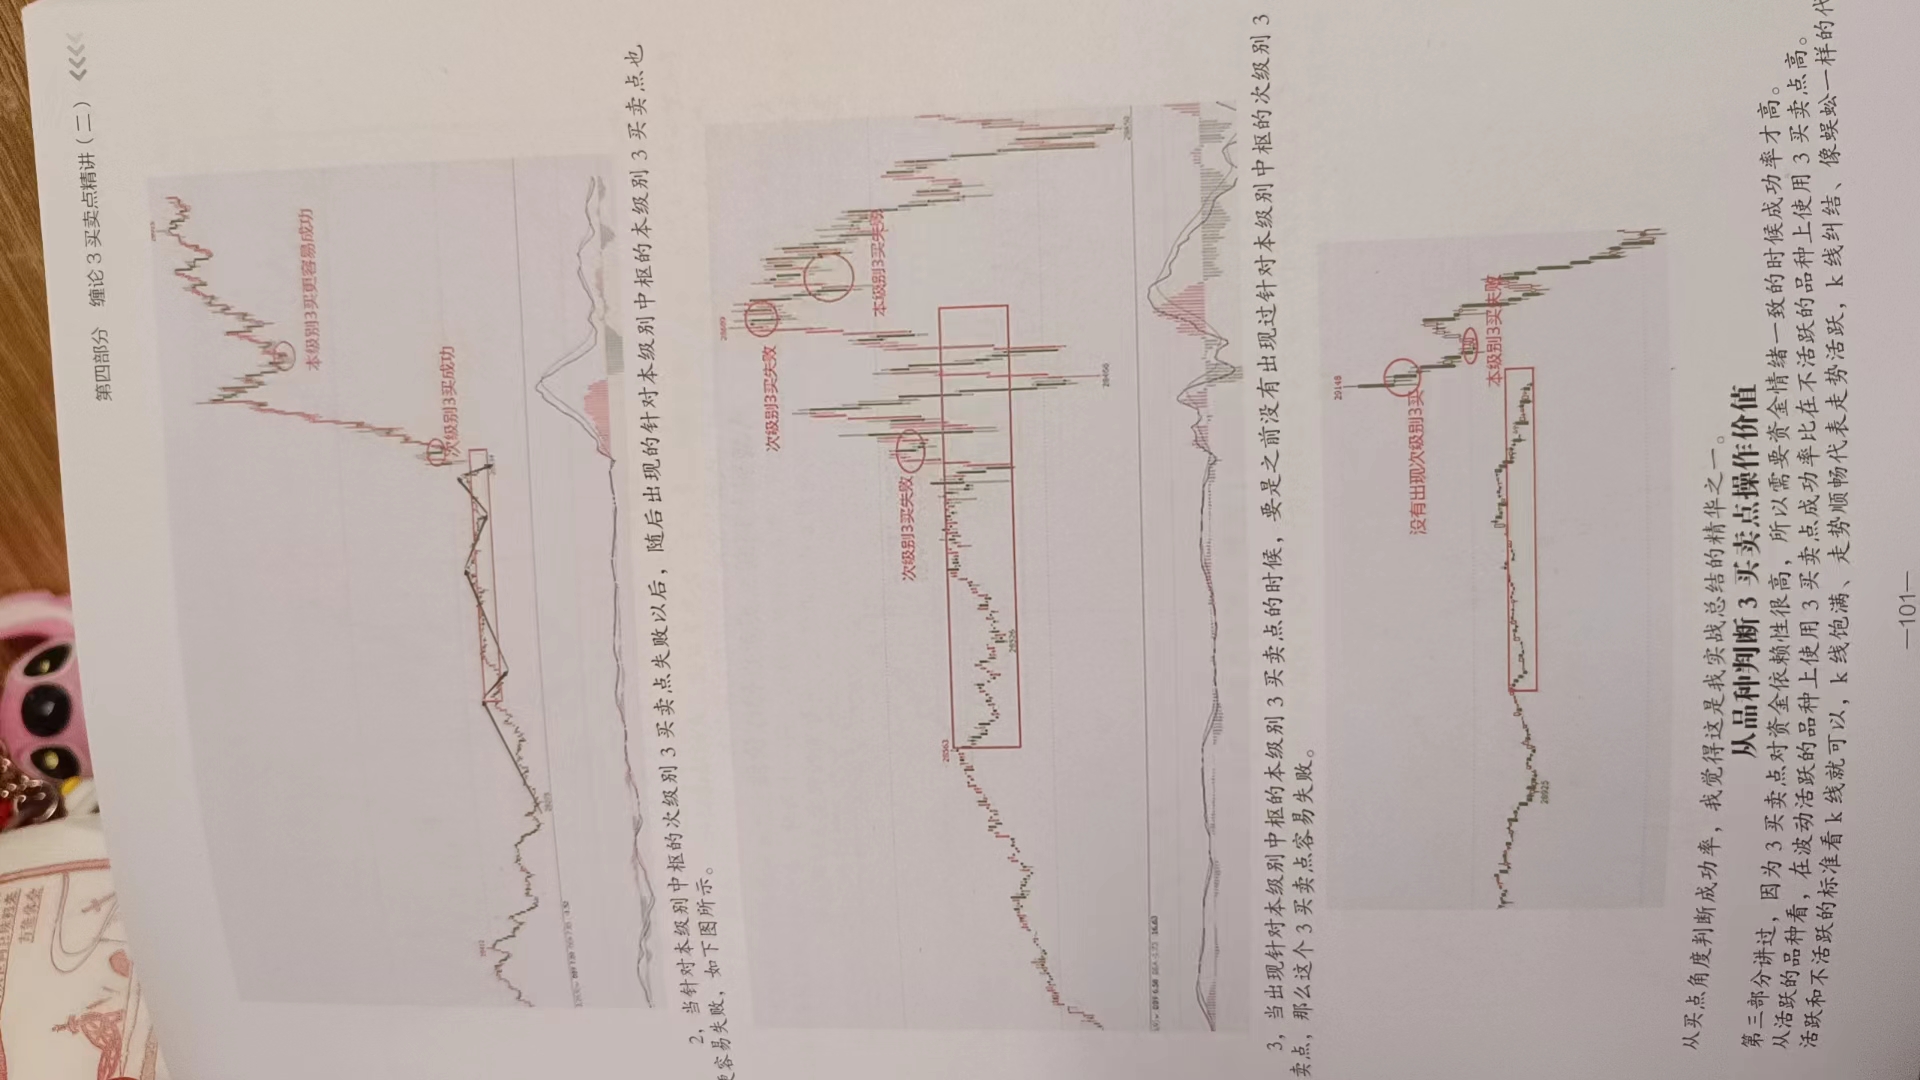 第四部分 缠论3买卖点精讲(二)
本级别3买更容易成功
次级别3买成功
2，当针对本级别中枢的次级别3买卖点失败以后，随后出现的针对本级别中枢的本级别3买卖点也
更容易失败，如下图所示。
28689
次级别3买失败
本级别3买失败
次级别3买失败
28563
28526
28466
3，当出现针对本级别中枢的本级别3买卖点的时候，要是之前没有出现过针对本级别中枢的次级别3
买卖点，那么这个3买卖点容易失败。
29148
没有出现次级别3买
本级别3买失败
28925
从买点角度判断成功率，我觉得这是我实战总结的精华之一。
从品种判断3买卖点操作价值
第三部分讲过，因为3买卖点对资金依赖性很高，所以需要资金情绪一致的时候成功率才高。
从活跃的品种看，在波动活跃的品种上使用3买卖点成功率比在不活跃的品种上使用3买卖点高。
活跃和不活跃的标准看k线就可以，k线饱满、走势顺畅代表走势活跃，k线纠结、像蜈蚣一样的代
—101—